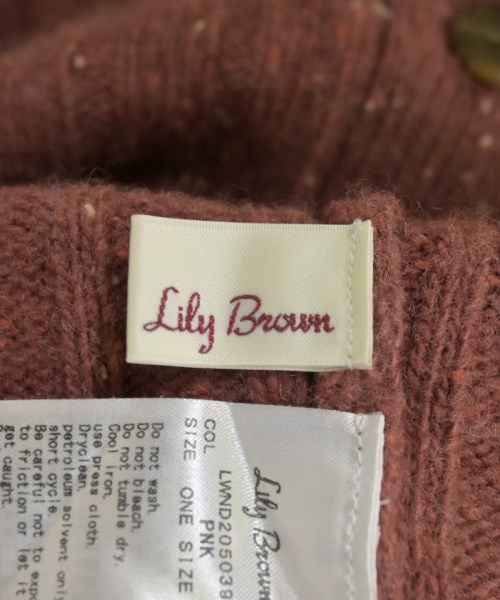 Lily Brown
Lily Brown
LWND205039
COL PNK
SIZE ONE SIZE
Do not wash.
Do not bleach.
Do not tumble dry.
Cool iron.
use press cloth.
Dryclean.
petroleum solvent only
short cycle.
Be careful not to expo
to friction or let it
get caught.